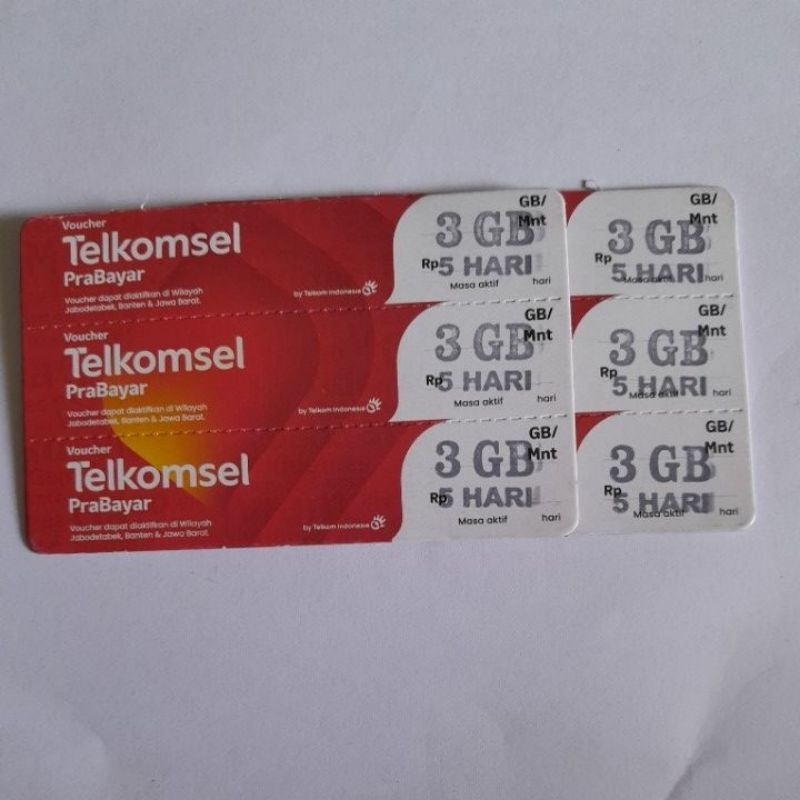 Voucher
Telkomsel
PraBayar
Voucher dapat diaktifkan di Wilayah
Jabodetabek, Banten & Jawa Barat.
by Telkom Indonesia
GB/
Mnt
3 GB
Rp
5 HARI
Masa aktif hari
GB/
Mnt
3 GB
Rp
5 HARI
Masa aktif hari
Voucher
Telkomsel
PraBayar
Voucher dapat diaktifkan di Wilayah
Jabodetabek, Banten & Jawa Barat.
by Telkom Indonesia
GB/
Mnt
3 GB
Rp
5 HARI
Masa aktif hari
GB/
Mnt
3 GB
Rp
5 HARI
Masa aktif hari
Voucher
Telkomsel
PraBayar
Voucher dapat diaktifkan di Wilayah
Jabodetabek, Banten & Jawa Barat.
by Telkom Indonesia
GB/
Mnt
3 GB
Rp
5 HARI
Masa aktif hari
GB/
Mnt
3 GB
Rp
5 HARI
Masa aktif hari